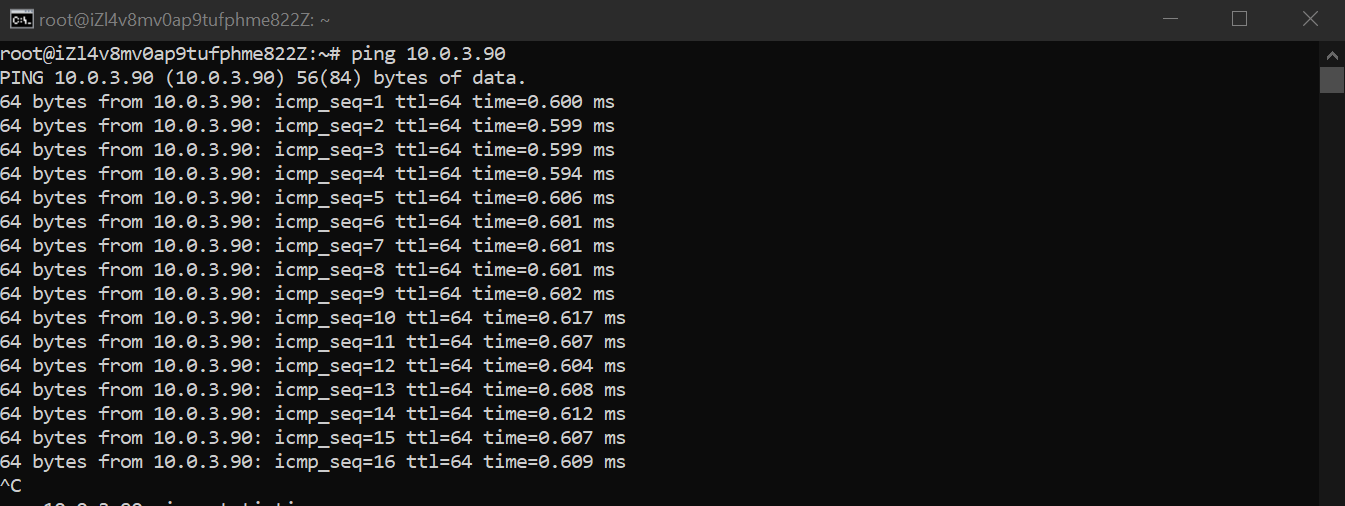 root@iZl4v8mv0ap9tufphme822Z: ~
root@iZl4v8mv0ap9tufphme822Z:~# ping 10.0.3.90
PING 10.0.3.90 (10.0.3.90) 56(84) bytes of data.
64 bytes from 10.0.3.90: icmp_seq=1 ttl=64 time=0.600 ms
64 bytes from 10.0.3.90: icmp_seq=2 ttl=64 time=0.599 ms
64 bytes from 10.0.3.90: icmp_seq=3 ttl=64 time=0.599 ms
64 bytes from 10.0.3.90: icmp_seq=4 ttl=64 time=0.594 ms
64 bytes from 10.0.3.90: icmp_seq=5 ttl=64 time=0.606 ms
64 bytes from 10.0.3.90: icmp_seq=6 ttl=64 time=0.601 ms
64 bytes from 10.0.3.90: icmp_seq=7 ttl=64 time=0.601 ms
64 bytes from 10.0.3.90: icmp_seq=8 ttl=64 time=0.601 ms
64 bytes from 10.0.3.90: icmp_seq=9 ttl=64 time=0.602 ms
64 bytes from 10.0.3.90: icmp_seq=10 ttl=64 time=0.617 ms
64 bytes from 10.0.3.90: icmp_seq=11 ttl=64 time=0.607 ms
64 bytes from 10.0.3.90: icmp_seq=12 ttl=64 time=0.604 ms
64 bytes from 10.0.3.90: icmp_seq=13 ttl=64 time=0.608 ms
64 bytes from 10.0.3.90: icmp_seq=14 ttl=64 time=0.612 ms
64 bytes from 10.0.3.90: icmp_seq=15 ttl=64 time=0.607 ms
64 bytes from 10.0.3.90: icmp_seq=16 ttl=64 time=0.609 ms
^C